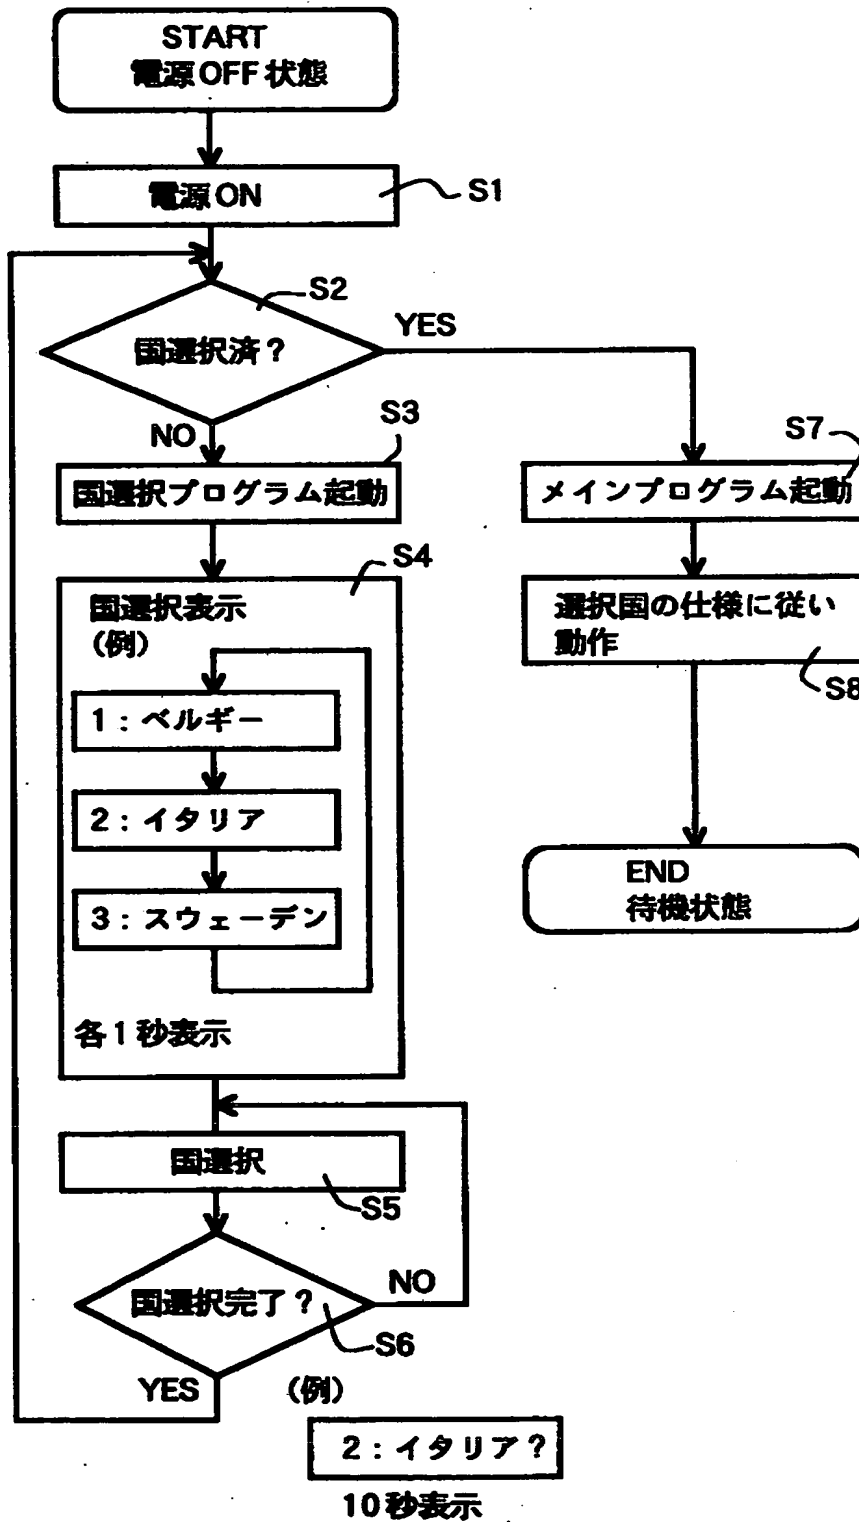 START
電源OFF状態
電源ON
S1
S2
国選択済?
YES
NO
S3
国選択プログラム起動
S4
国選択表示
(例)
1:ベルギー
2:イタリア
3:スウェーデン
各1秒表示
国選択
S5
国選択完了?
NO
S6
YES
(例)
2:イタリア?
10秒表示
S7
メインプログラム起動
選択国の仕様に従い
動作
S8
END
待機状態